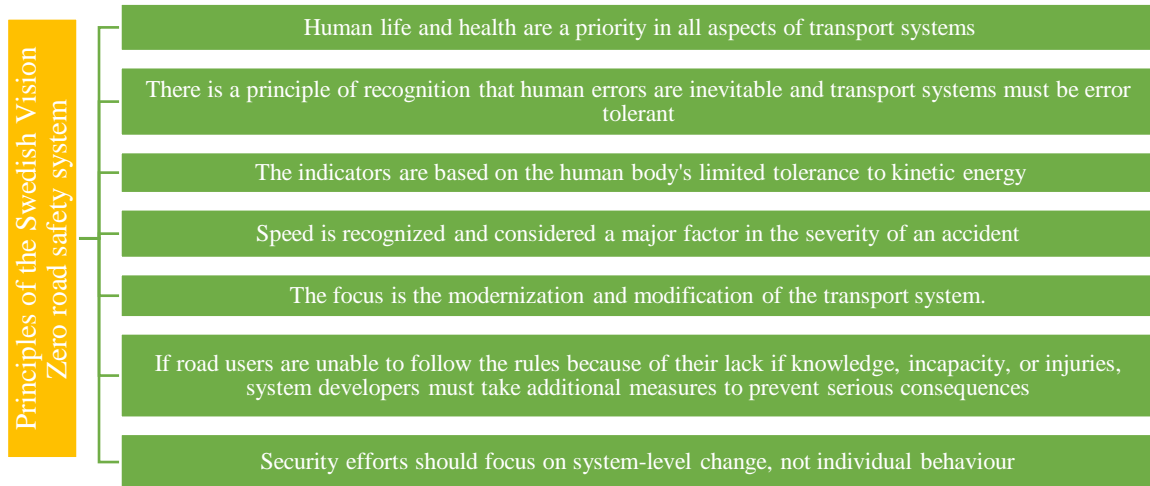 Principles of the Swedish Vision
Zero road safety system
Human life and health are a priority in all aspects of transport systems
There is a principle of recognition that human errors are inevitable and transport systems must be error
tolerant
The indicators are based on the human body's limited tolerance to kinetic energy
Speed is recognized and considered a major factor in the severity of an accident
The focus is the modernization and modification of the transport system.
If road users are unable to follow the rules because of their lack if knowledge, incapacity, or injuries,
system developers must take additional measures to prevent serious consequences
Security efforts should focus on system-level change, not individual behaviour